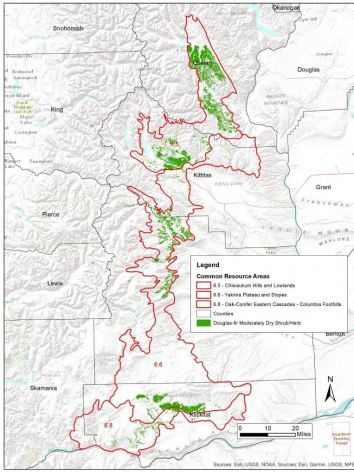 Okanogan
Snohomish
Chelan
Douglas
King
Kittitas
Grant
Pierce
Legend
Common Resource Areas
6.5 - Chiwaukum Hills and Lowlands
6.6 - Yakima Plateau and Slopes
6.8 - Oak-Conifer Eastern Cascades - Columbia Foothills
Counties
Douglas-fir Moderately Dry Shrub/Herb
Lewis
Benton
6.6
Skamania
N
6.8
Klickitat
0 5 10 20
Miles
Sources: Esri, USGS, NOAA, Sources: Esri, Garmin, USGS, NPS